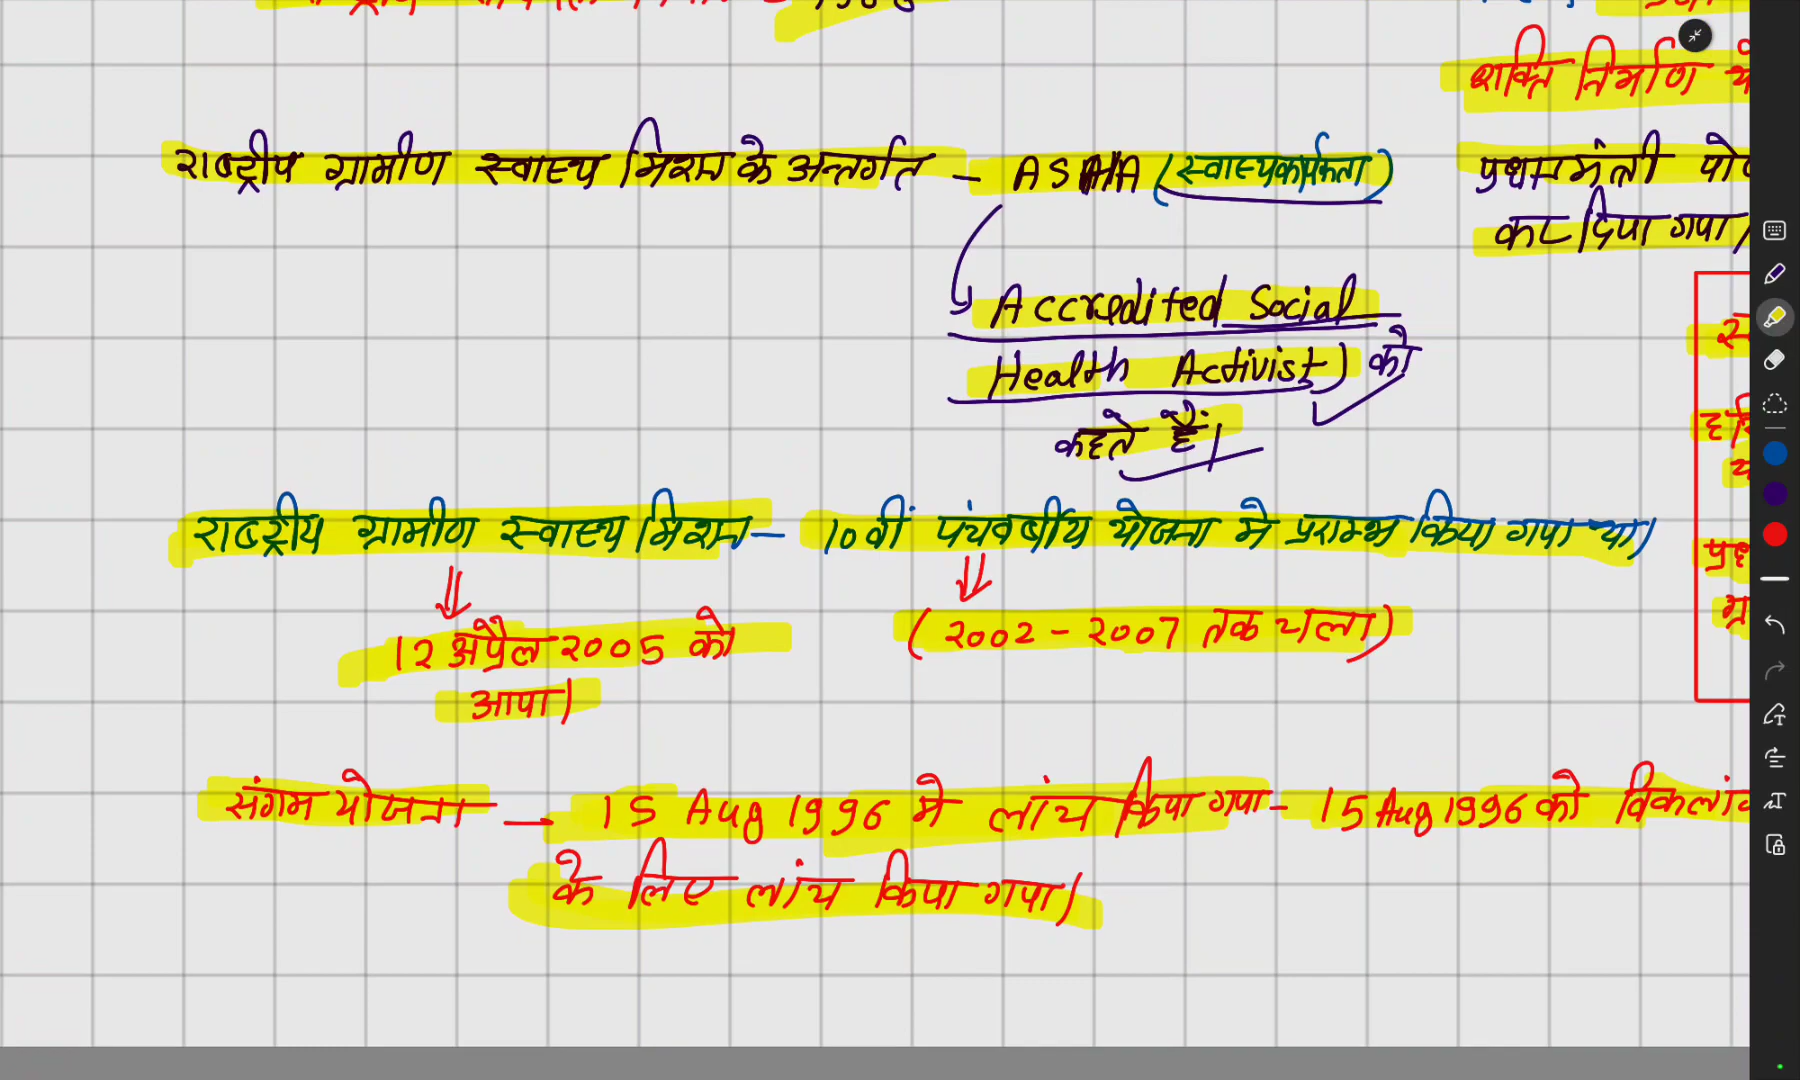 राष्ट्रीय ग्रामीण स्वास्थ्य मिशन के अन्तर्गत - ASHA (स्वास्थ्यकार्यकर्ता)
Accredited Social
Health Activist) को
कहते हैं।
राष्ट्रीय ग्रामीण स्वास्थ्य मिशन - 10वीं पंचवर्षीय योजना में प्रारम्भ किया गया था।
12 अप्रैल 2005 को
आया।
(2002 - 2007 तक चला)
संगम योजना - 15 Aug 1996 में लांच किया गया - 15 Aug 1996 को
के लिए लांच किया गया।
शक्ति निर्माण
प्रधानमंत्री
कर दिया गया।